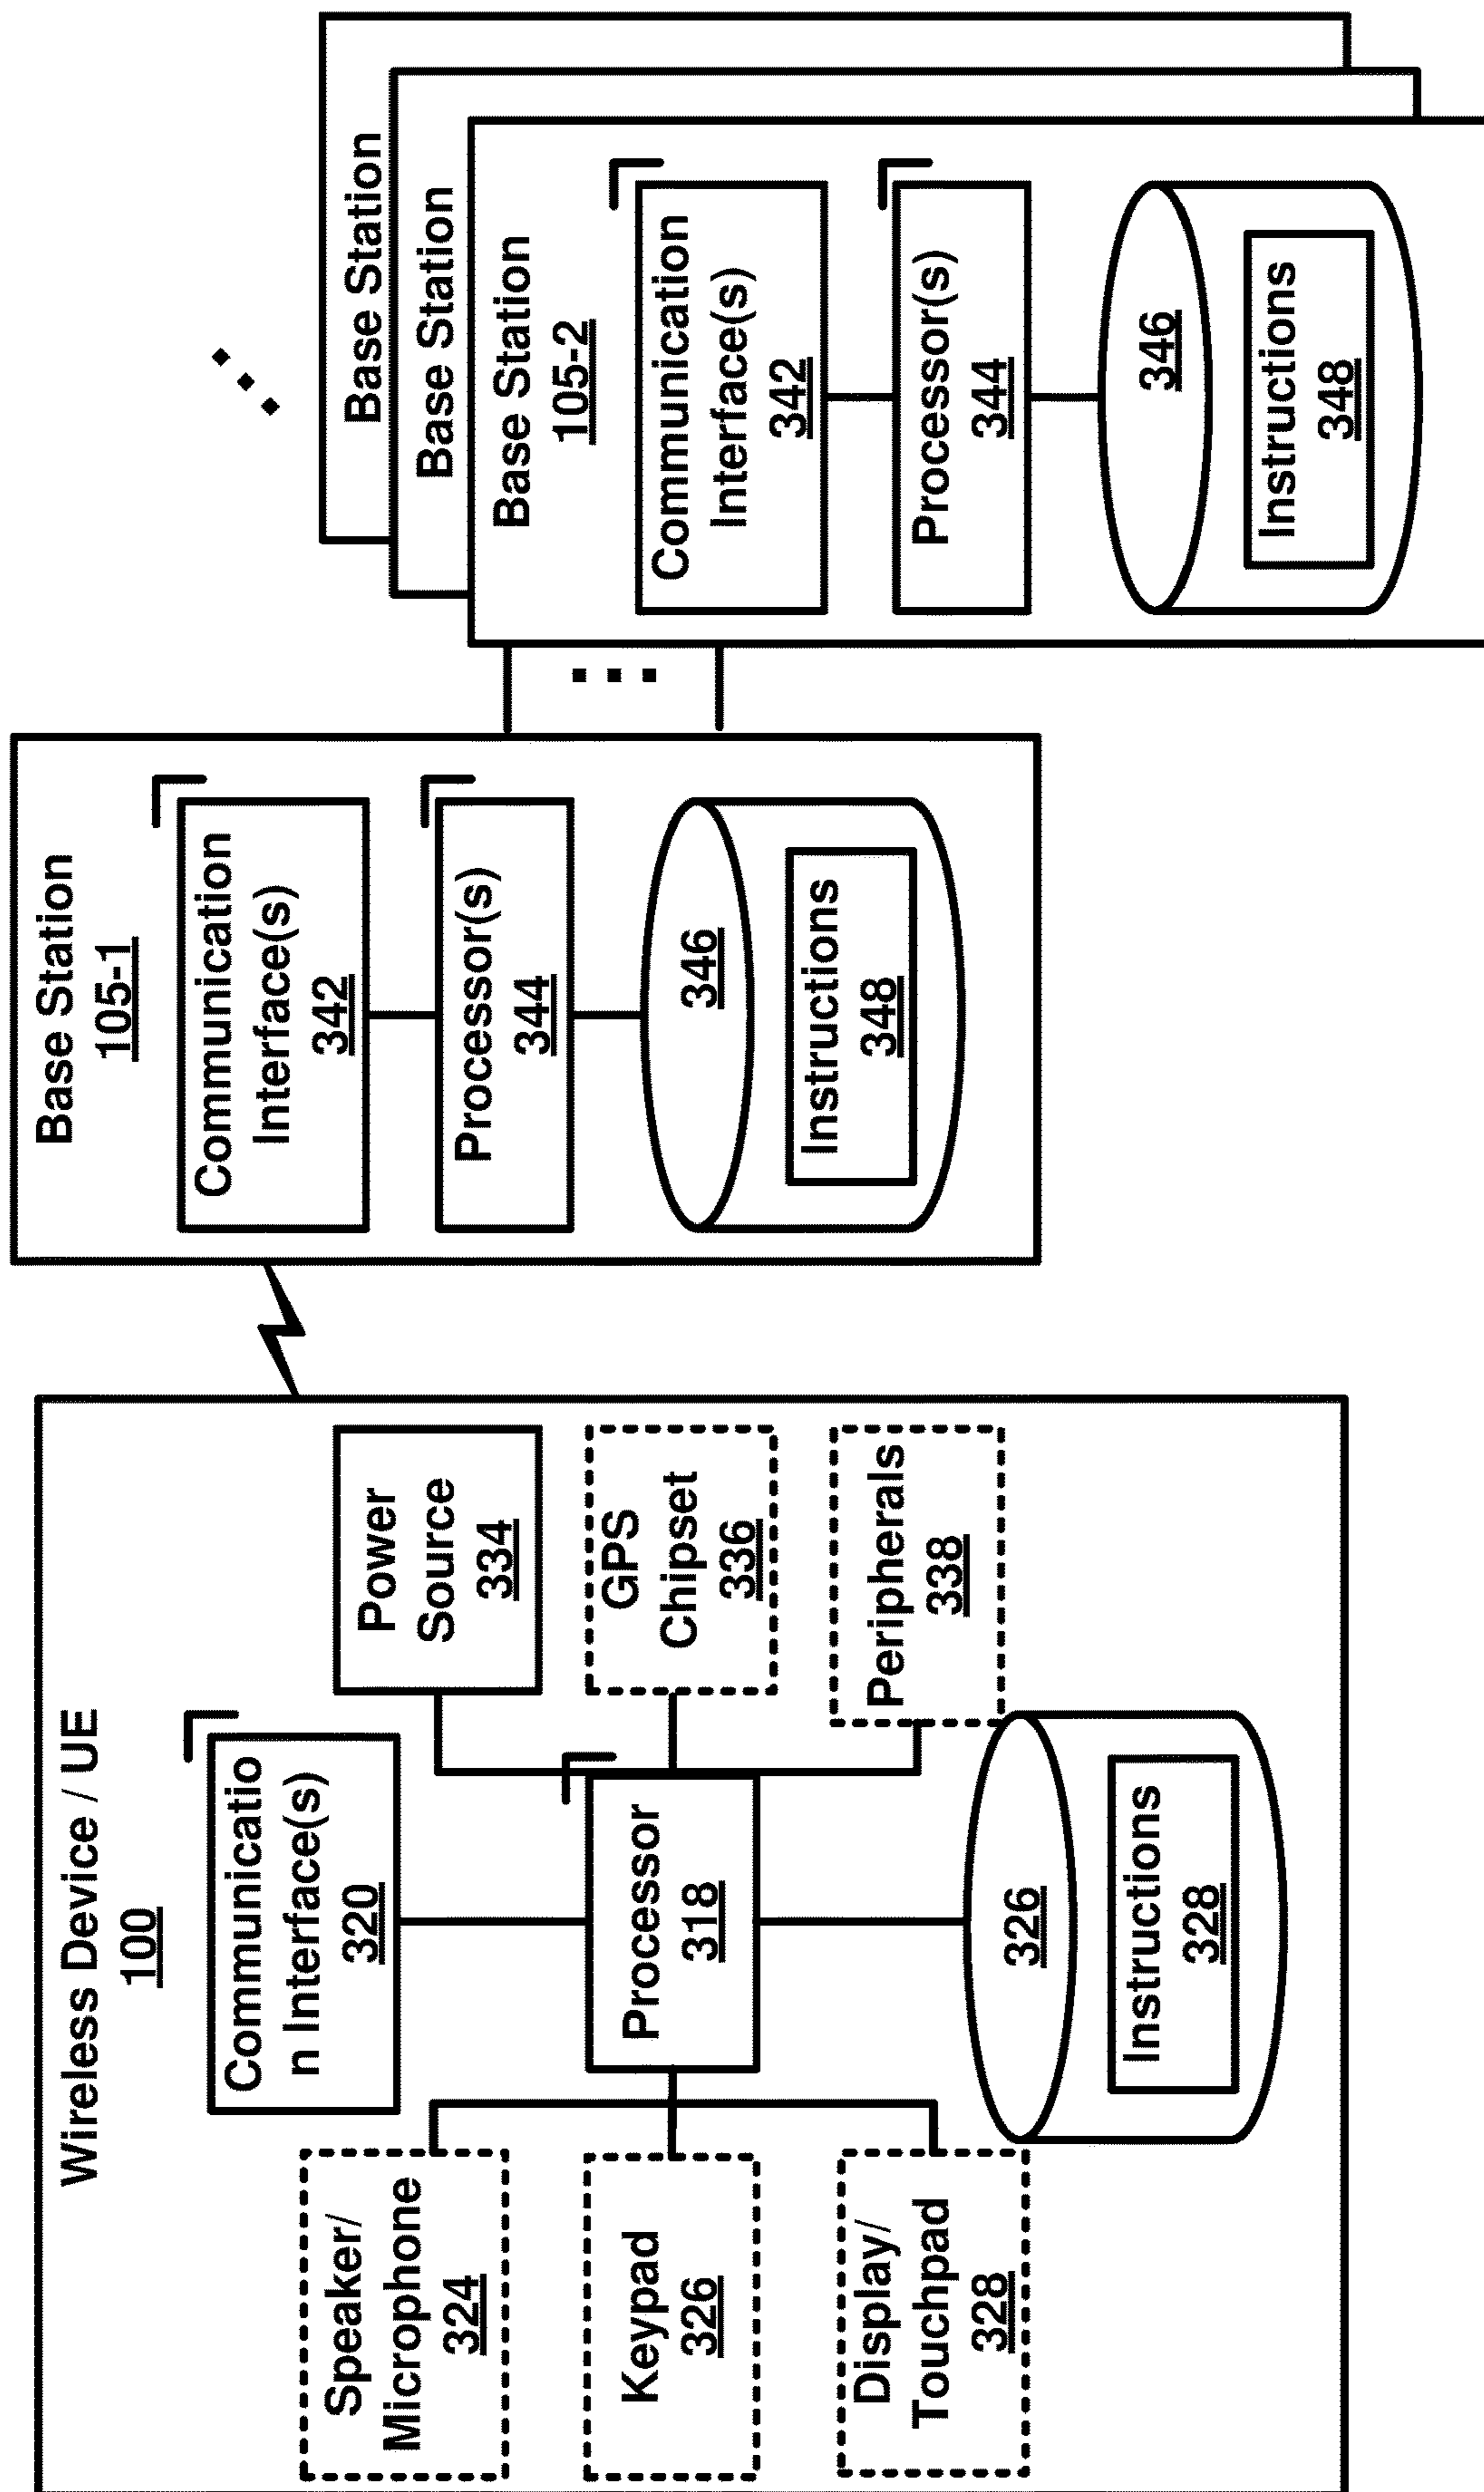 Wireless Device / UE
100
Communicatio
n Interface(s)
320
Speaker/
Microphone
324
Keypad
326
Display/
Touchpad
328
Processor
318
Power
Source
334
GPS
Chipset
336
Peripherals
338
326
Instructions
328
Base Station
105-1
Communication
Interface(s)
342
Processor(s)
344
346
Instructions
348
Base Station
Base Station
Base Station
105-2
Communication
Interface(s)
342
Processor(s)
344
346
Instructions
348